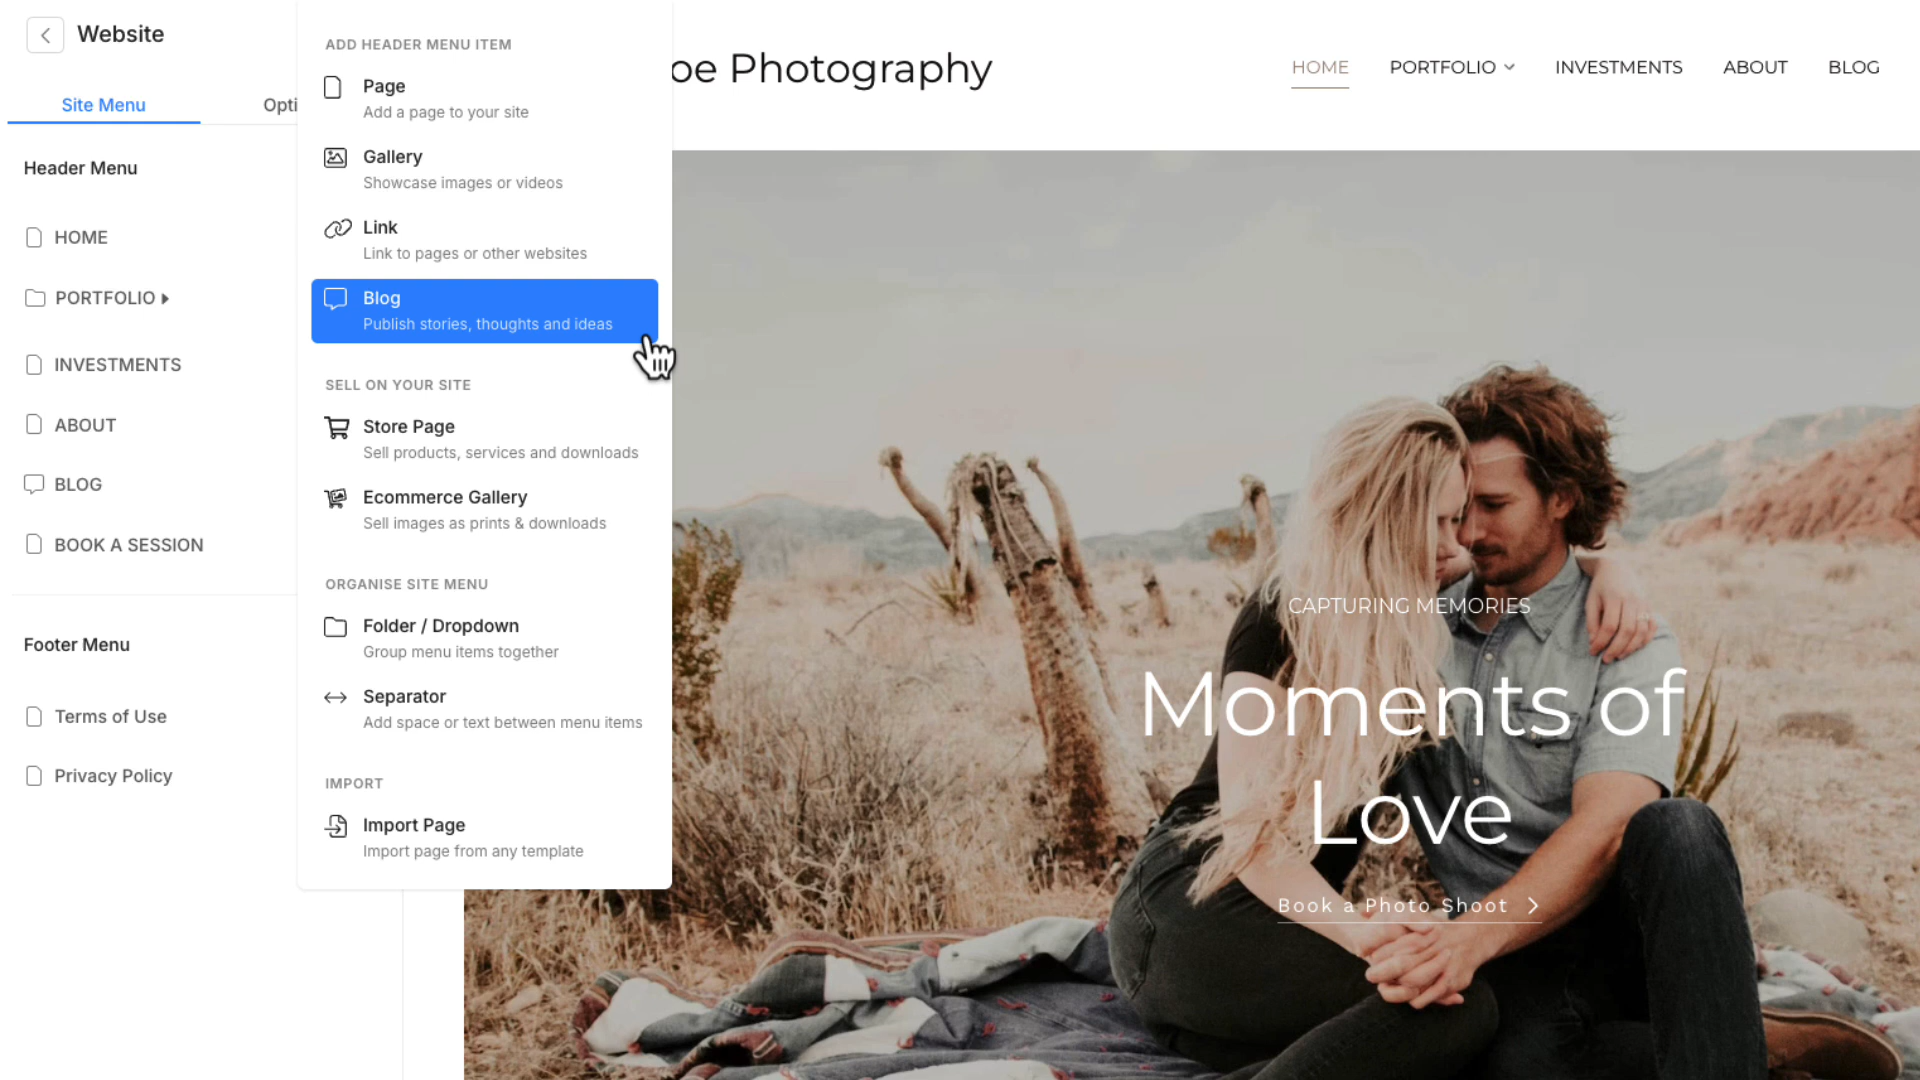 Website
Site Menu
Opti
Header Menu
HOME
PORTFOLIO
INVESTMENTS
ABOUT
BLOG
BOOK A SESSION
Footer Menu
Terms of Use
Privacy Policy
ADD HEADER MENU ITEM
Page
Add a page to your site
Gallery
Showcase images or videos
Link
Link to pages or other websites
Blog
Publish stories, thoughts and ideas
SELL ON YOUR SITE
Store Page
Sell products, services and downloads
Ecommerce Gallery
Sell images as prints & downloads
ORGANISE SITE MENU
Folder / Dropdown
Group menu items together
Separator
Add space or text between menu items
IMPORT
Import Page
Import page from any template
oe Photography
HOME PORTFOLIO INVESTMENTS ABOUT BLOG
CAPTURING MEMORIES
Moments of
Love
Book a Photo Shoot